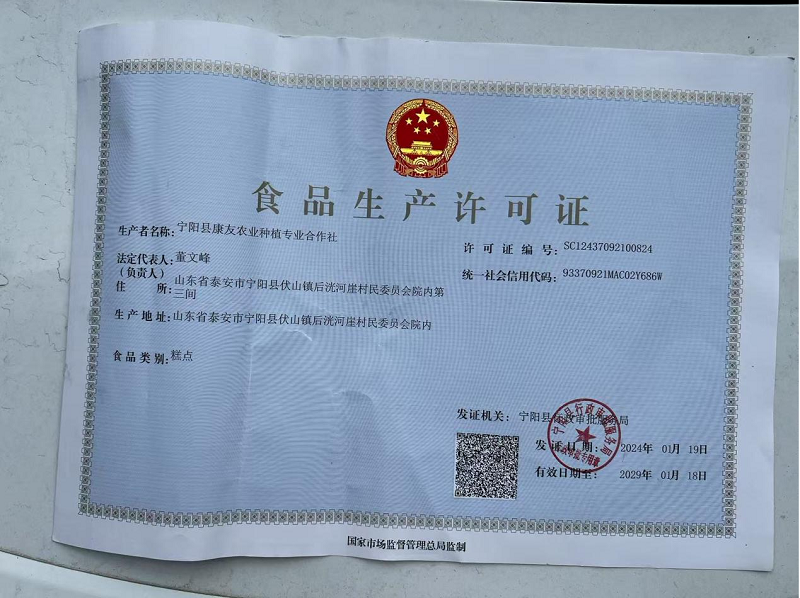 食品生产许可证
生产者名称: 宁阳县康友农业种植专业合作社
许可证编号: SC12437092100824
法定代表人: 董文峰
(负责人)
统一社会信用代码: 93370921MAC02Y686W
住所: 山东省泰安市宁阳县伏山镇后洸河崖村民委员会院内第
三间
生产地址: 山东省泰安市宁阳县伏山镇后洸河崖村民委员会院内
食品类别: 糕点
发证机关: 宁阳县行政审批服务局
发证日期: 2024年 01月 19日
有效日期至: 2029年 01月 18日
国家市场监督管理总局监制